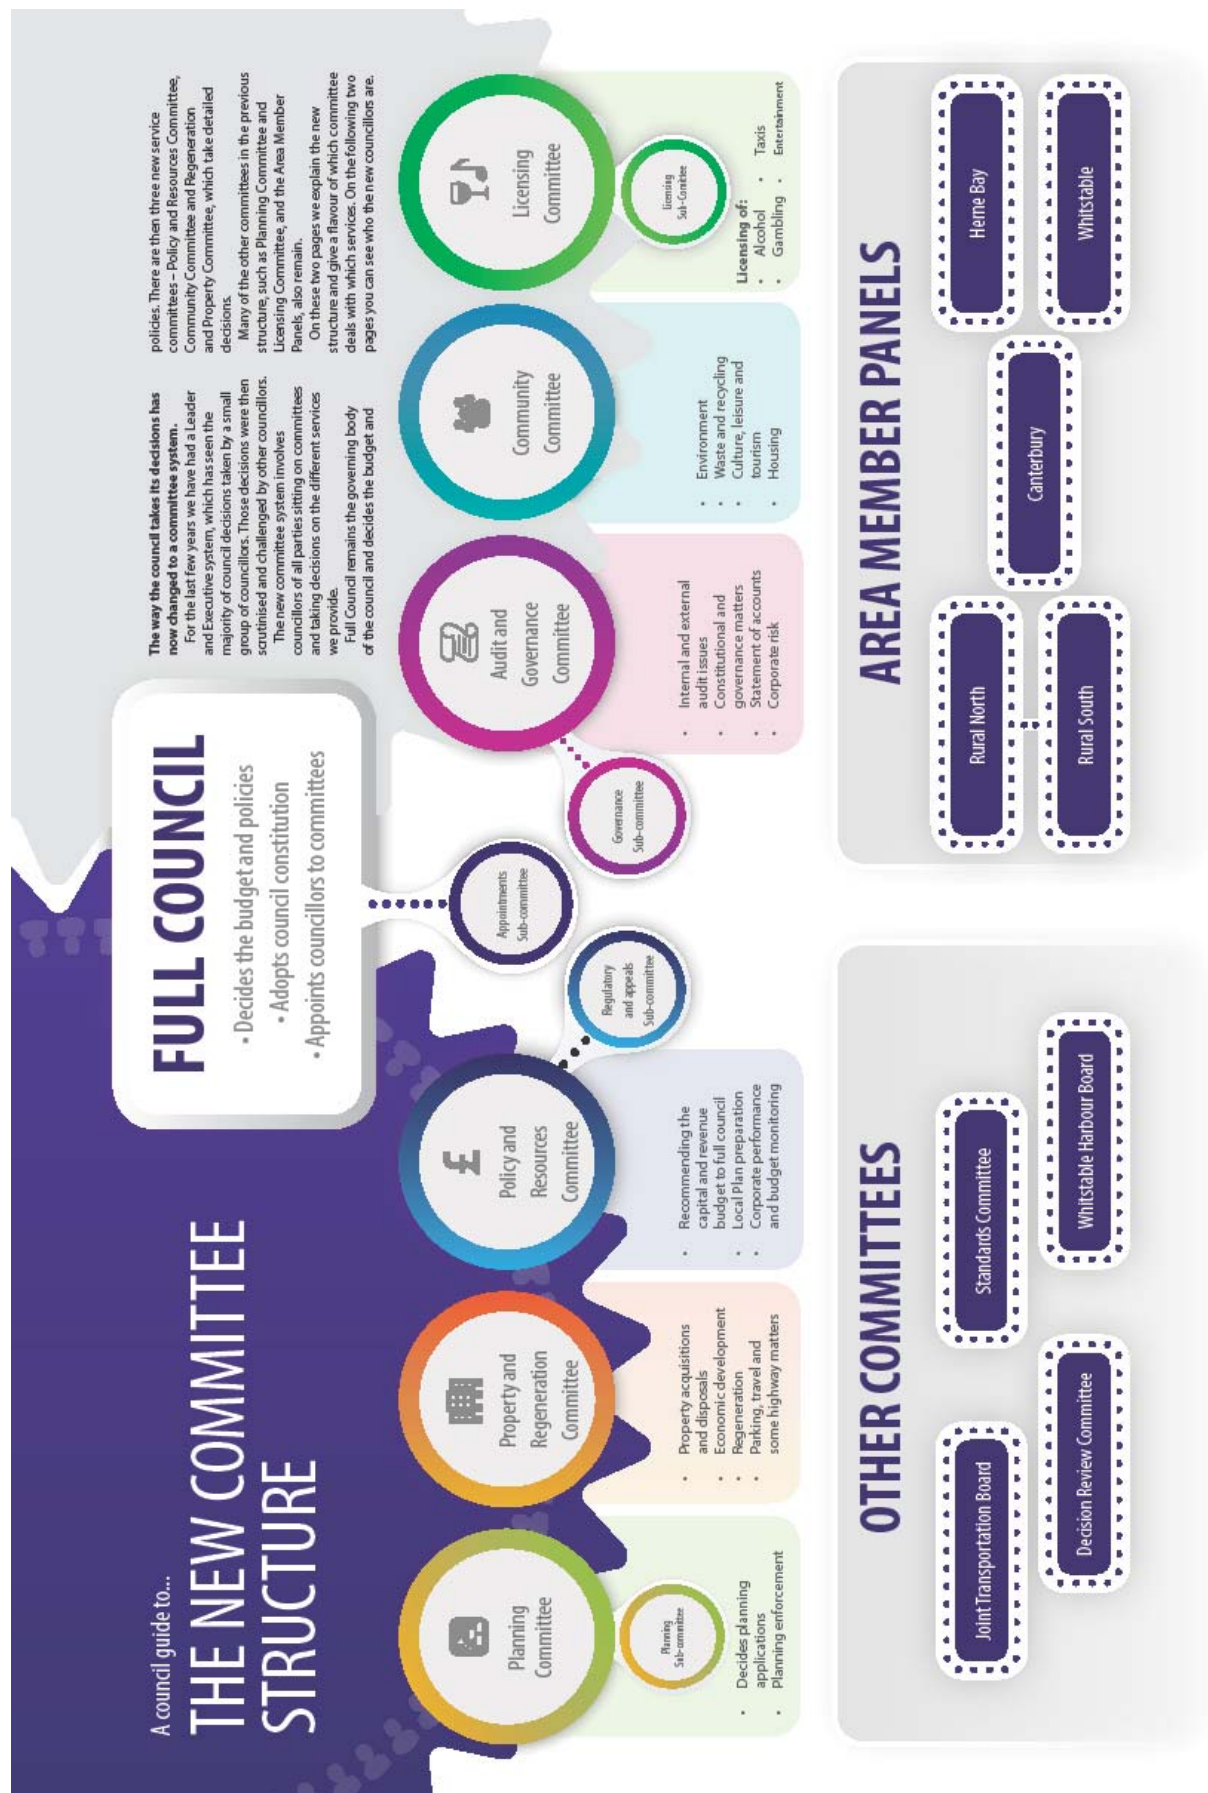 A council guide to...
THE NEW COMMITTEE
STRUCTURE
FULL COUNCIL
• Decides the budget and policies
• Adopts council constitution
• Appoints councillors to committees
The way the council takes its decisions has
now changed to a committee system.
For the last few years we have had a Leader
and Executive system, which has seen the
majority of council decisions taken by a small
group of councillors. Those decisions were then
scrutinised and challenged by other councillors.
The new committee system involves
councillors of all parties sitting on committees
and taking decisions on the different services
we provide.
Full Council remains the governing body
of the council and decides the budget and
policies. There are then three new service
committees – Policy and Resources Committee,
Community Committee and Regeneration
and Property Committee, which take detailed
decisions.
Many of the other committees in the previous
structure, such as Planning Committee and
Licensing Committee, and the Area Member
Panels, also remain.
On these two pages we explain the new
structure and give a flavour of which committee
deals with which services. On the following two
pages you can see who the new councillors are.
Planning
Committee
Planning
Sub-committee
• Decides planning
applications
• Planning enforcement
Property and
Regeneration
Committee
• Property acquisitions
and disposals
• Economic development
• Regeneration
• Parking, travel and
some highway matters
£
Policy and
Resources
Committee
• Recommending the
capital and revenue
budget to full council
• Local Plan preparation
• Corporate performance
and budget monitoring
Regulatory
and appeals
Sub-committee
Appointments
Sub-committee
Governance
Sub-committee
Audit and
Governance
Committee
• Internal and external
audit issues
• Constitutional and
governance matters
• Statement of accounts
• Corporate risk
Community
Committee
• Environment
• Waste and recycling
• Culture, leisure and
tourism
• Housing
Licensing
Committee
Licensing
Sub-Comittee
Licensing of:
• Alcohol • Taxis
• Gambling • Entertainment
OTHER COMMITTEES
Joint Transportation Board
Standards Committee
Decision Review Committee
Whitstable Harbour Board
AREA MEMBER PANELS
Rural North
Herne Bay
Canterbury
Rural South
Whitstable